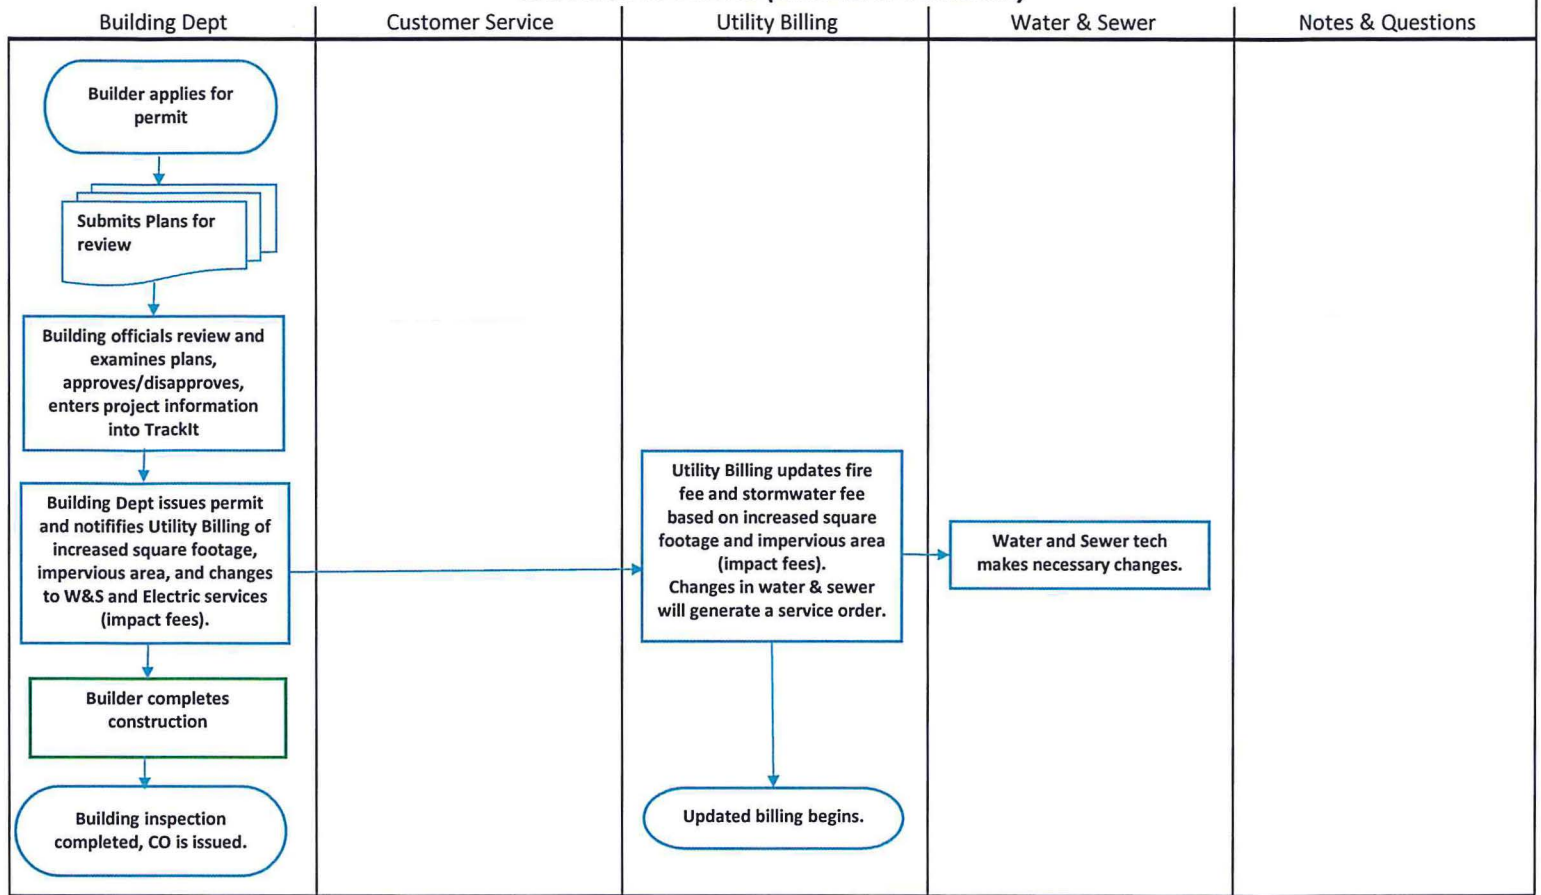 Building Dept
Customer Service
Utility Billing
Water & Sewer
Notes & Questions
Builder applies for
permit
Submits Plans for
review
Building officials review and
examines plans,
approves/disapproves,
enters project information
into TrackIt
Building Dept issues permit
and notififies Utility Billing of
increased square footage,
impervious area, and changes
to W&S and Electric services
(impact fees).
Utility Billing updates fire
fee and stormwater fee
based on increased square
footage and impervious area
(impact fees).
Changes in water & sewer
will generate a service order.
Water and Sewer tech
makes necessary changes.
Builder completes
construction
Building inspection
completed, CO is issued.
Updated billing begins.